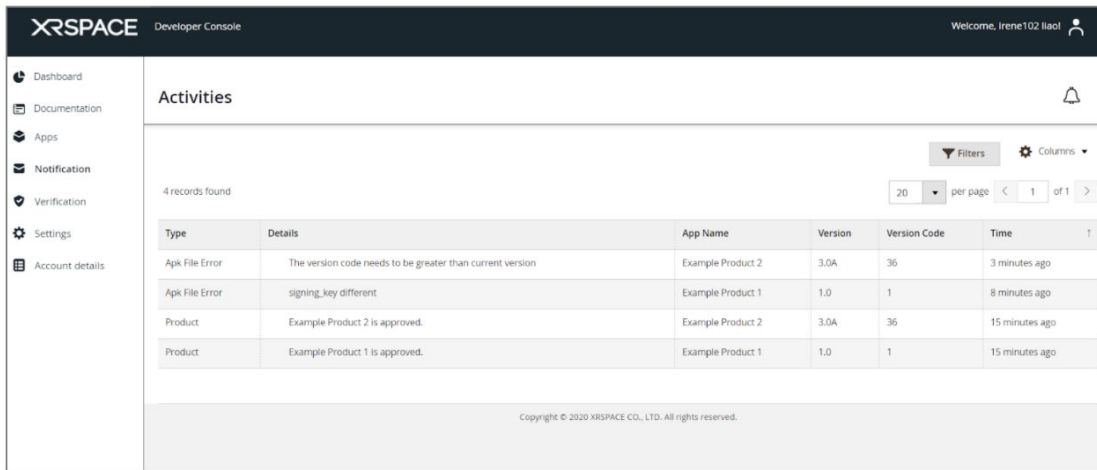 XRSPACE Developer Console Welcome, Irene102 liao!
Dashboard
Documentation
Apps
Notification
Verification
Settings
Account details
Activities
Filters Columns
4 records found 20 per page < 1 of 1 >
Type Details App Name Version Version Code Time ↑
Apk File Error The version code needs to be greater than current version Example Product 2 3.0A 36 3 minutes ago
Apk File Error signing_key different Example Product 1 1.0 1 8 minutes ago
Product Example Product 2 is approved. Example Product 2 3.0A 36 15 minutes ago
Product Example Product 1 is approved. Example Product 1 1.0 1 15 minutes ago
Copyright © 2020 XRSPACE CO., LTD. All rights reserved.